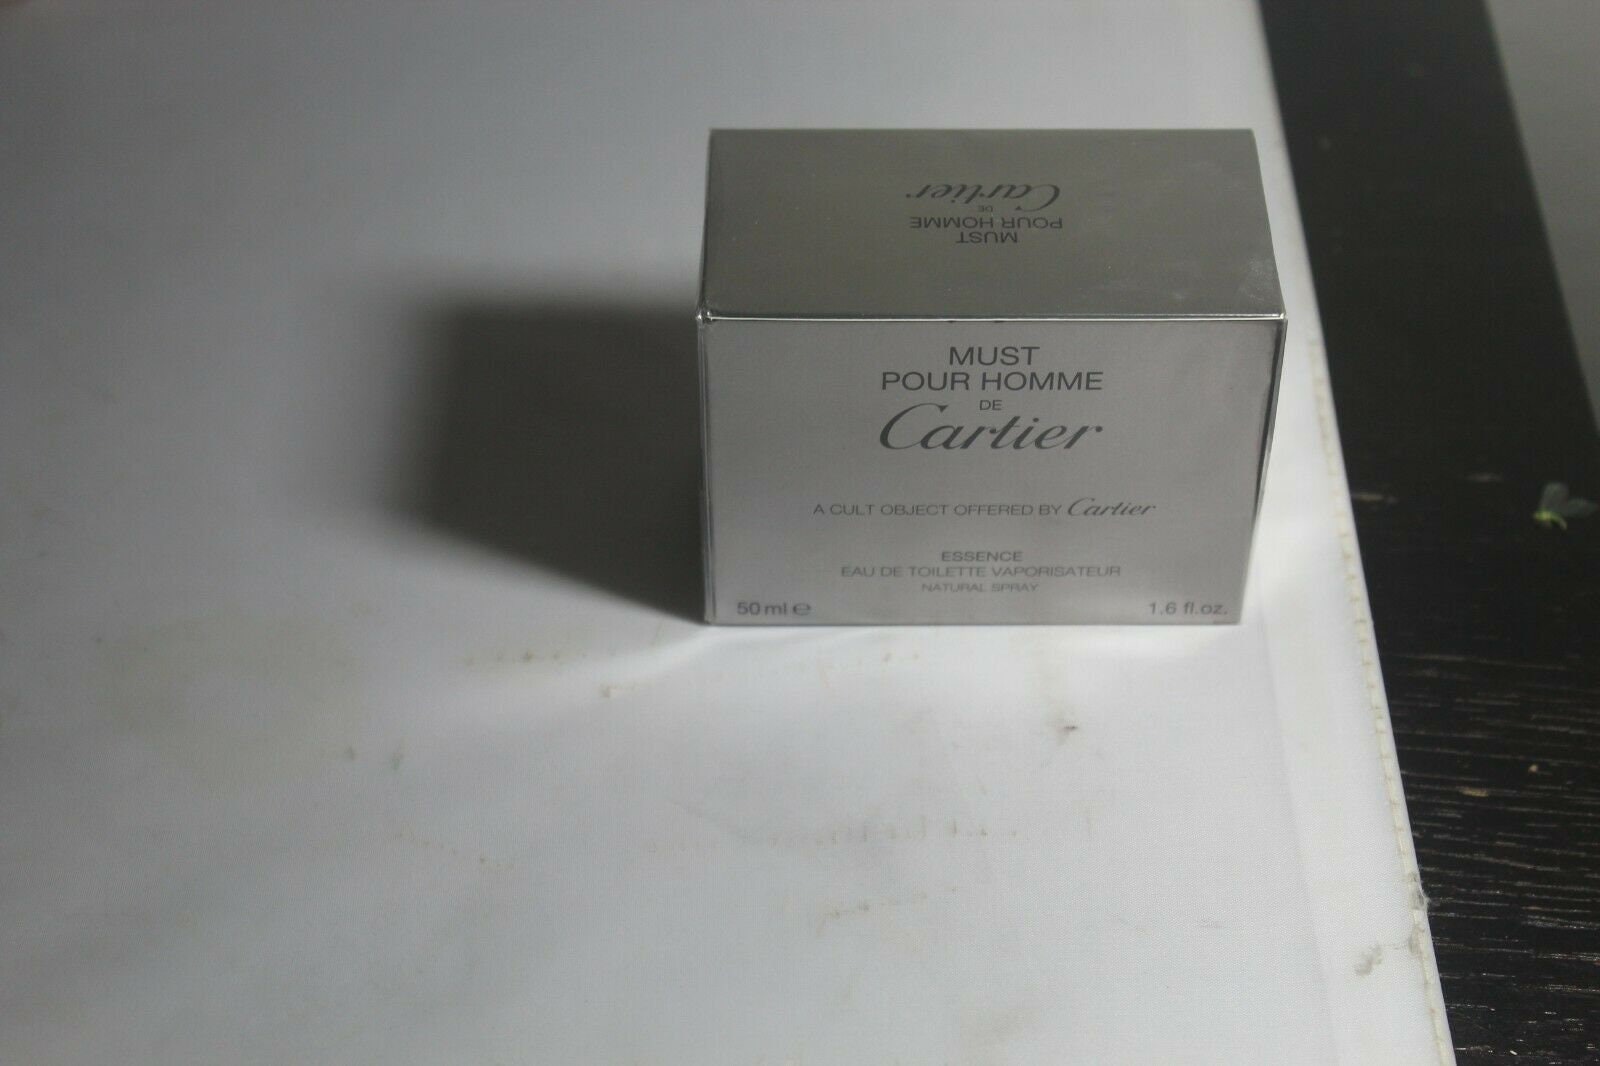 Cartier
DE
POUR HOMME
MUST
MUST
POUR HOMME
DE
Cartier
A CULT OBJECT OFFERED BY Cartier
ESSENCE
EAU DE TOILETTE VAPORISATEUR
NATURAL SPRAY
50 ml ℮ 1.6 fl.oz.